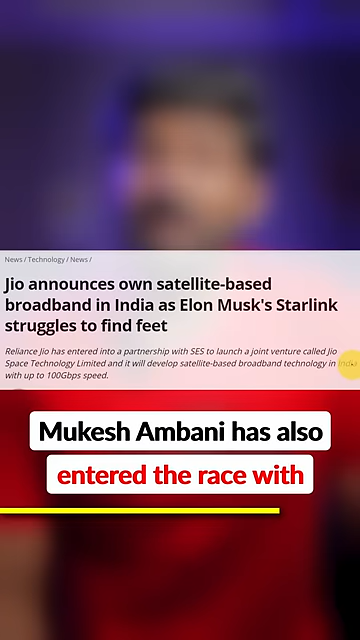 News / Technology / News /
Jio announces own satellite-based
broadband in India as Elon Musk's Starlink
struggles to find feet
Reliance Jio has entered into a partnership with SES to launch a joint venture called Jio
Space Technology Limited and it will develop satellite-based broadband technology in India
with up to 100Gbps speed.
Mukesh Ambani has also
entered the race with